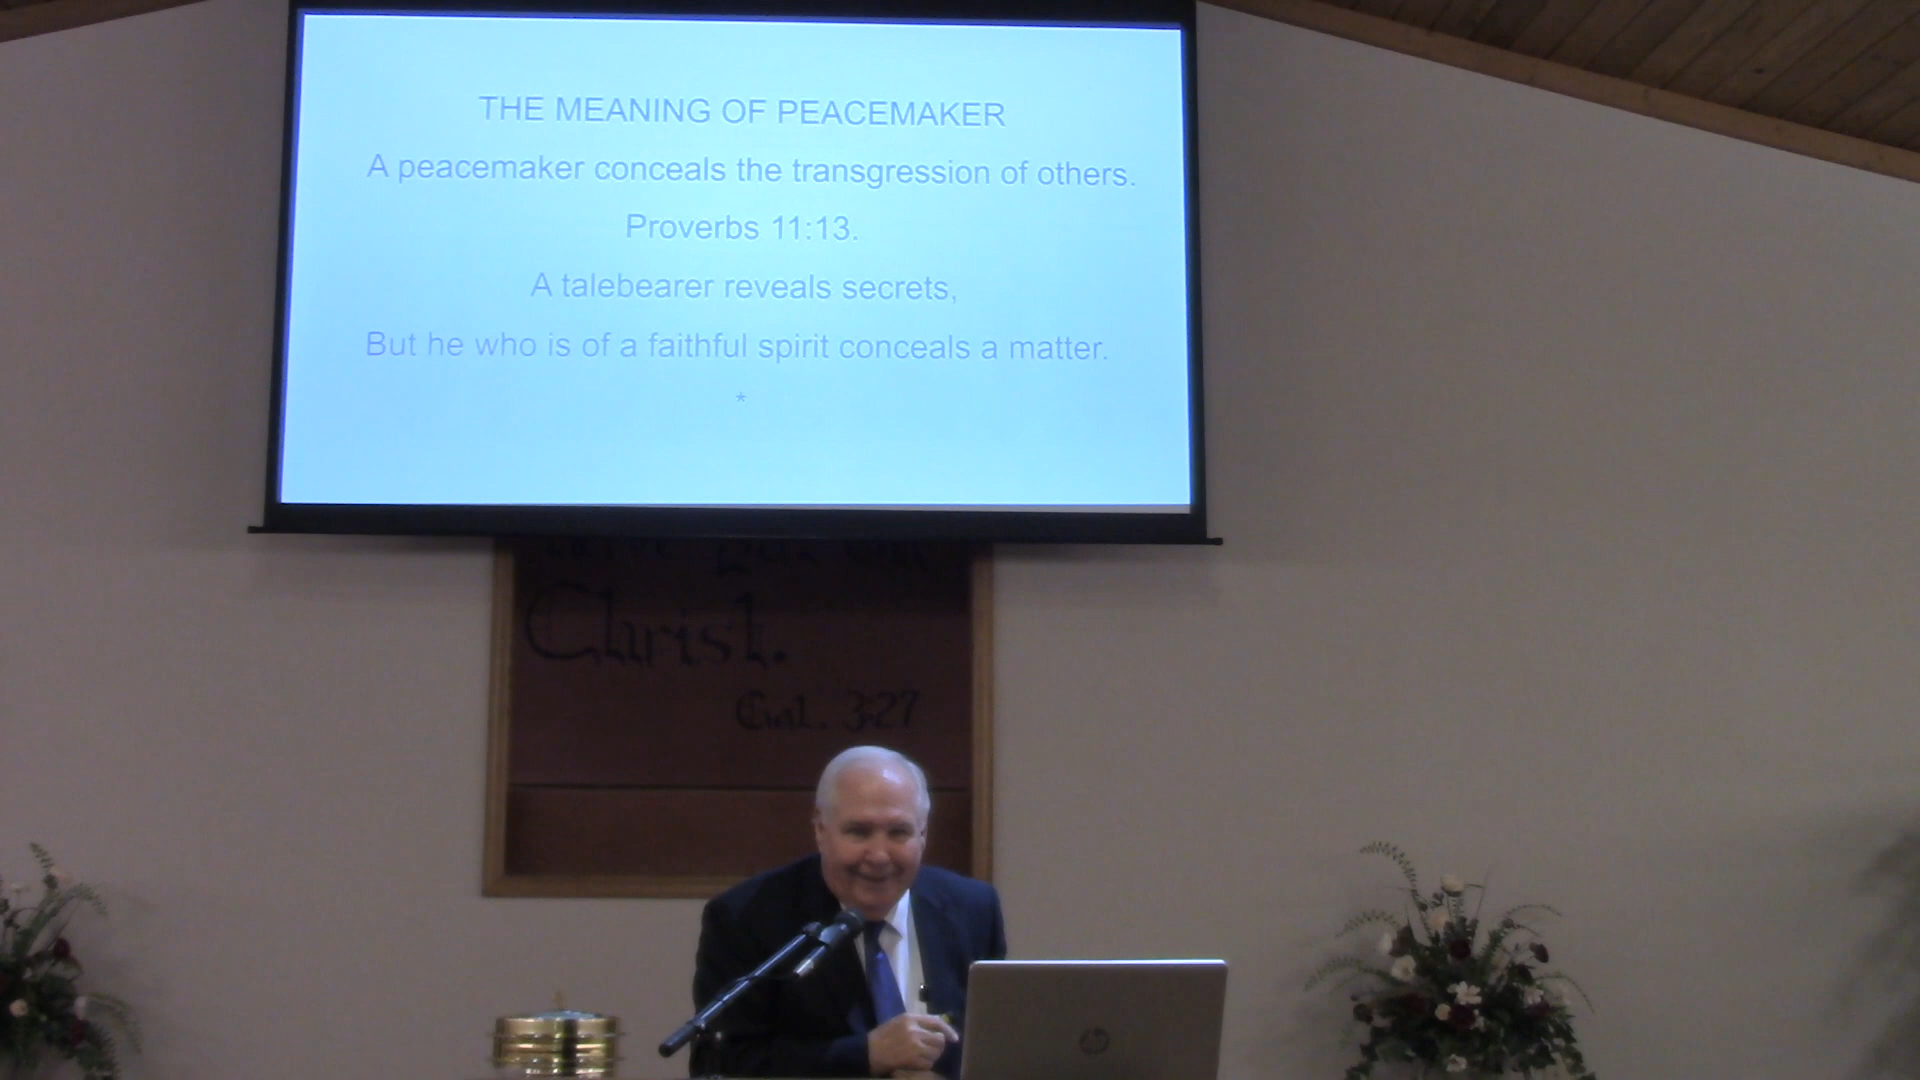 THE MEANING OF PEACEMAKER
A peacemaker conceals the transgression of others.
Proverbs 11:13.
A talebearer reveals secrets,
But he who is of a faithful spirit conceals a matter.
*
Christ.
Gal. 3:27
hp